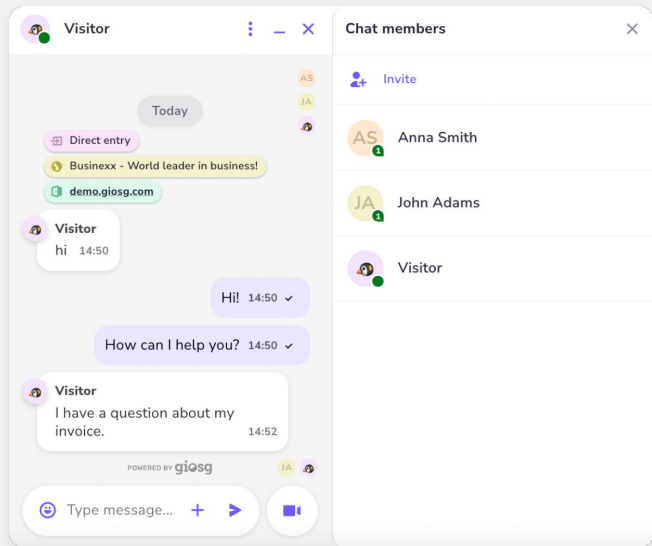 Visitor
AS
JA
Today
Direct entry
Businexx - World leader in business!
demo.giosg.com
Visitor
hi 14:50
Hi! 14:50
How can I help you? 14:50
Visitor
I have a question about my
invoice. 14:52
POWERED BY giosg
JA
Type message...
Chat members
Invite
AS 1 Anna Smith
JA 1 John Adams
Visitor